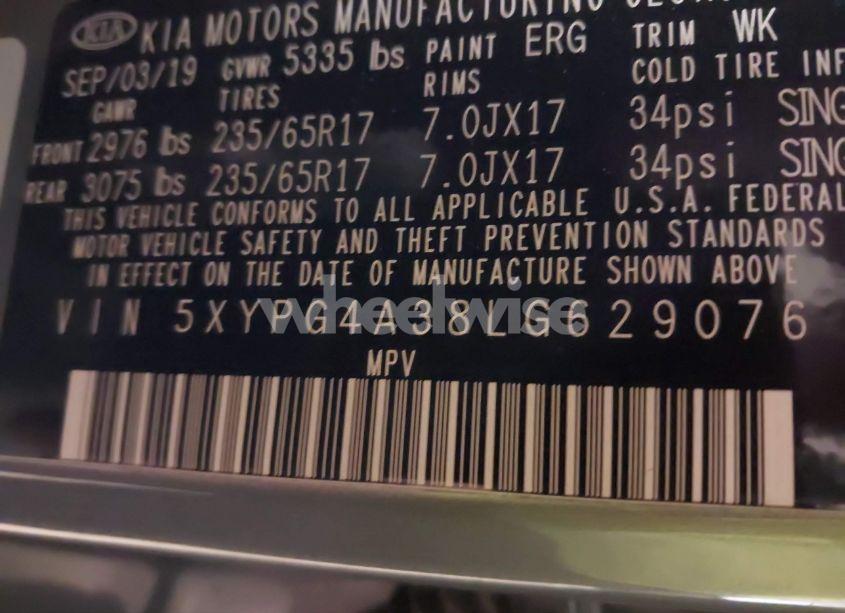 KIA KIA MOTORS MANUFACTURING
SEP/03/19 GVWR 5335 lbs PAINT ERG TRIM WK
GAWR TIRES RIMS COLD TIRE INF
FRONT 2976 lbs 235/65R17 7.0JX17 34psi SING
REAR 3075 lbs 235/65R17 7.0JX17 34psi SING
THIS VEHICLE CONFORMS TO ALL APPLICABLE U.S.A. FEDERAL
MOTOR VEHICLE SAFETY AND THEFT PREVENTION STANDARDS
IN EFFECT ON THE DATE OF MANUFACTURE SHOWN ABOVE
VIN 5XYPG4A38LG629076
wheelwise
MPV